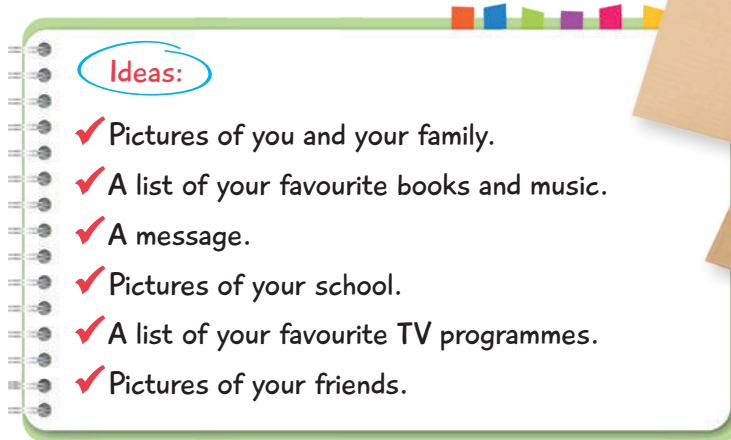 Ideas:
Pictures of you and your family.
A list of your favourite books and music.
A message.
Pictures of your school.
A list of your favourite TV programmes.
Pictures of your friends.